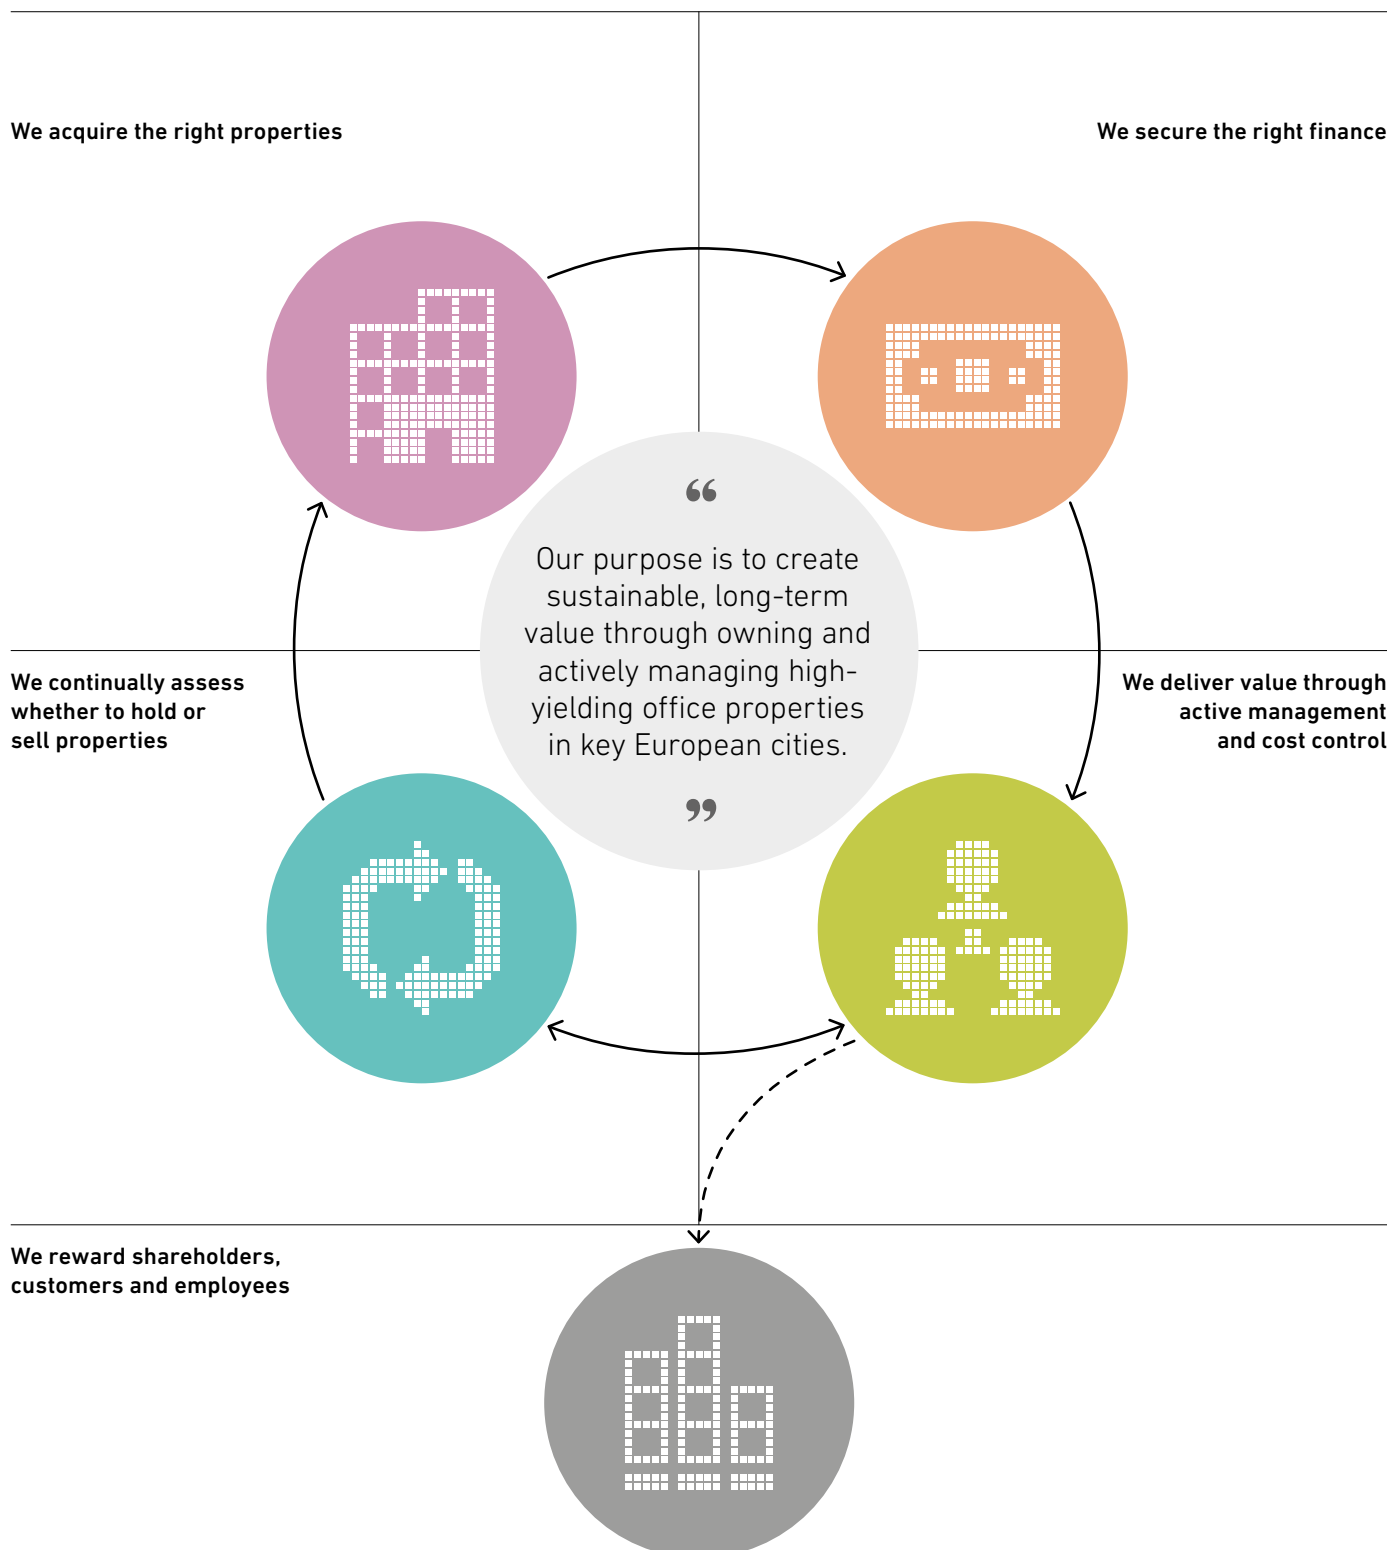 We acquire the right properties
We secure the right finance
“
Our purpose is to create
sustainable, long-term
value through owning and
actively managing high-
yielding office properties
in key European cities.
”
We continually assess
whether to hold or
sell properties
We deliver value through
active management
and cost control
We reward shareholders,
customers and employees